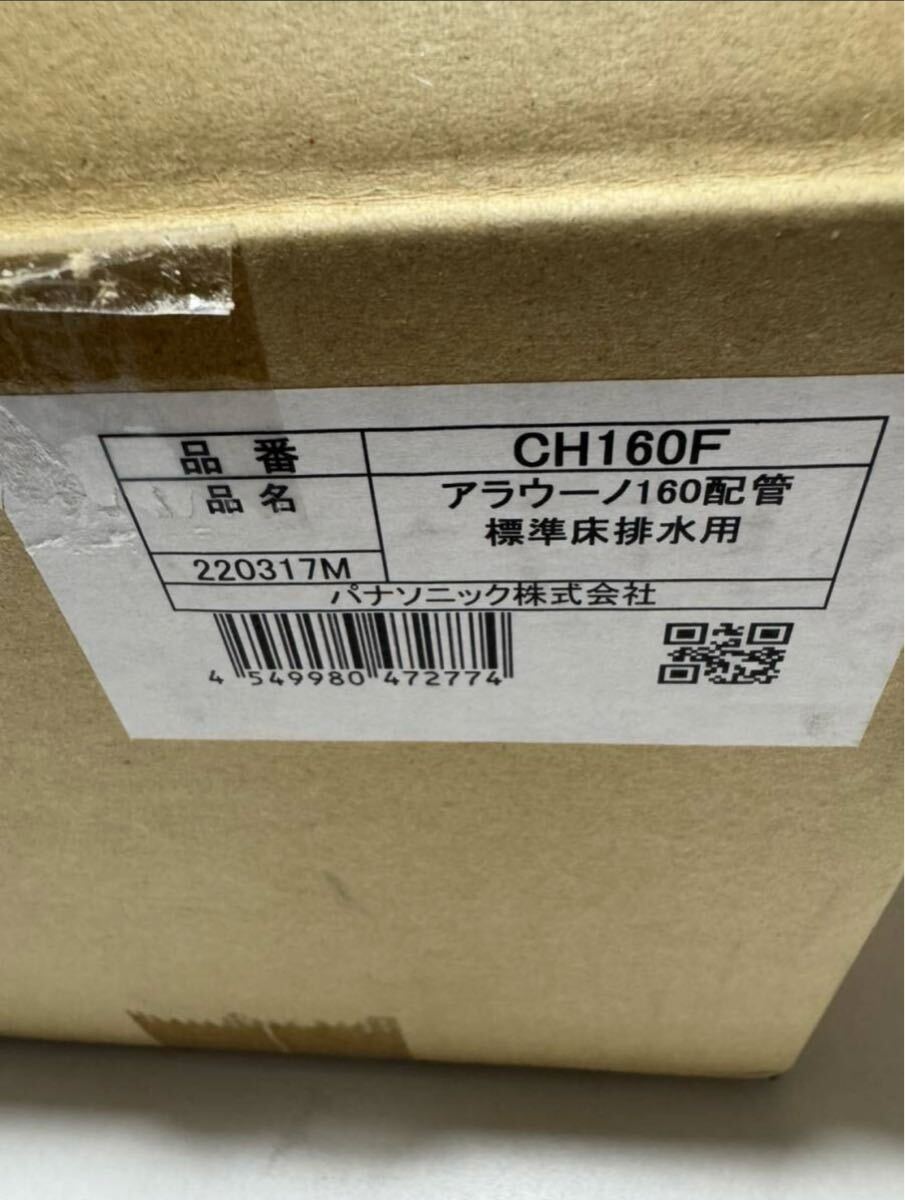 品番 CH160F
品名 アラウーノ160配管
標準床排水用
220317M
パナソニック株式会社
4 549980 472774